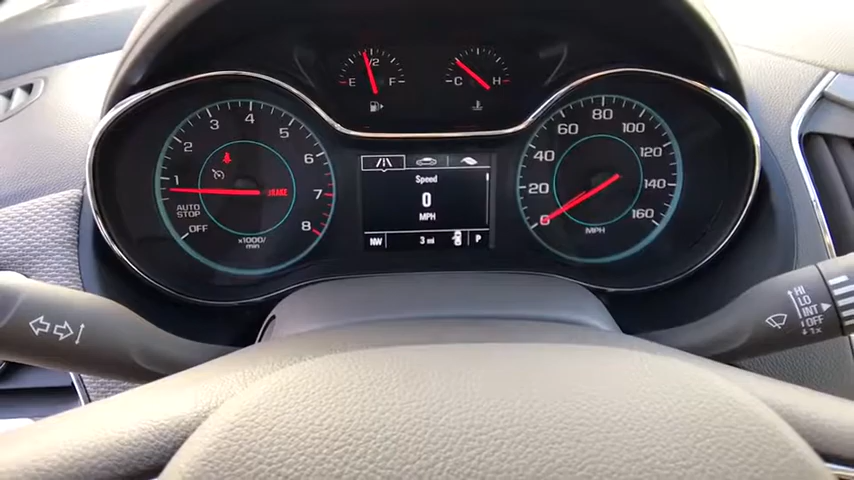 E 1/2 F
C H
1 2 3 4 5 6 7 8
AUTO
STOP
OFF
BRAKE
x1000/
min
Speed
0
MPH
NW 3 mi P
0 20 40 60 80 100 120 140 160
MPH
HI
LO
INT
OFF
1x